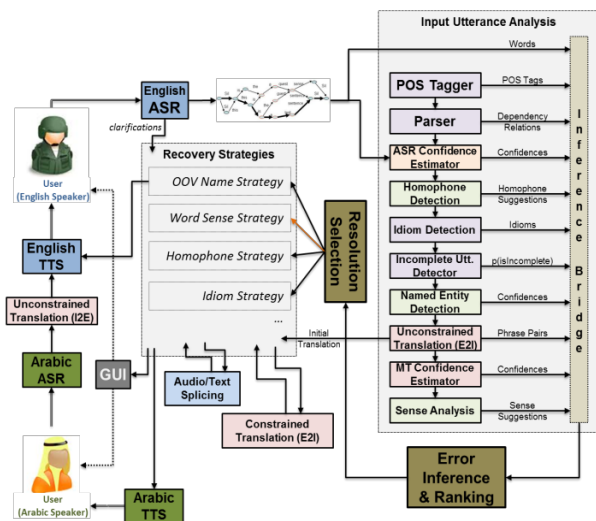 Input Utterance Analysis
Words
English
ASR
clarifications
POS Tagger
POS Tags
Parser
Dependency
Relations
ASR Confidence
Estimator
Confidences
Homophone
Detection
Homophone
Suggestions
Idiom Detection
Idioms
Incomplete Utt.
Detector
p(isIncomplete)
Named Entity
Detection
Confidences
Unconstrained
Translation (E2I)
Phrase Pairs
MT Confidence
Estimator
Confidences
Sense Analysis
Sense
Suggestions
Inference
Bridge
User
(English Speaker)
Recovery Strategies
OOV Name Strategy
Word Sense Strategy
Homophone Strategy
Idiom Strategy
...
Resolution
Selection
Initial
Translation
English
TTS
Unconstrained
Translation (I2E)
Arabic
ASR
GUI
Audio/Text
Splicing
Constrained
Translation (E2I)
Error
Inference
& Ranking
User
(Arabic Speaker)
Arabic
TTS